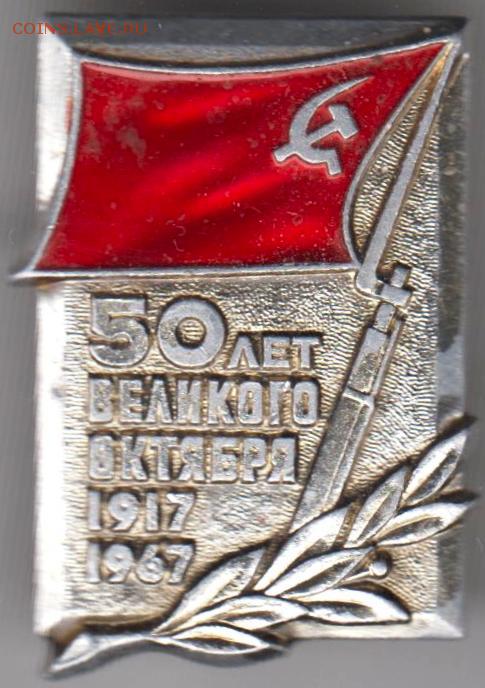 COINS.LAVE.RU
50 ЛЕТ
ВЕЛИКОГО
ОКТЯБРЯ
1917
1967